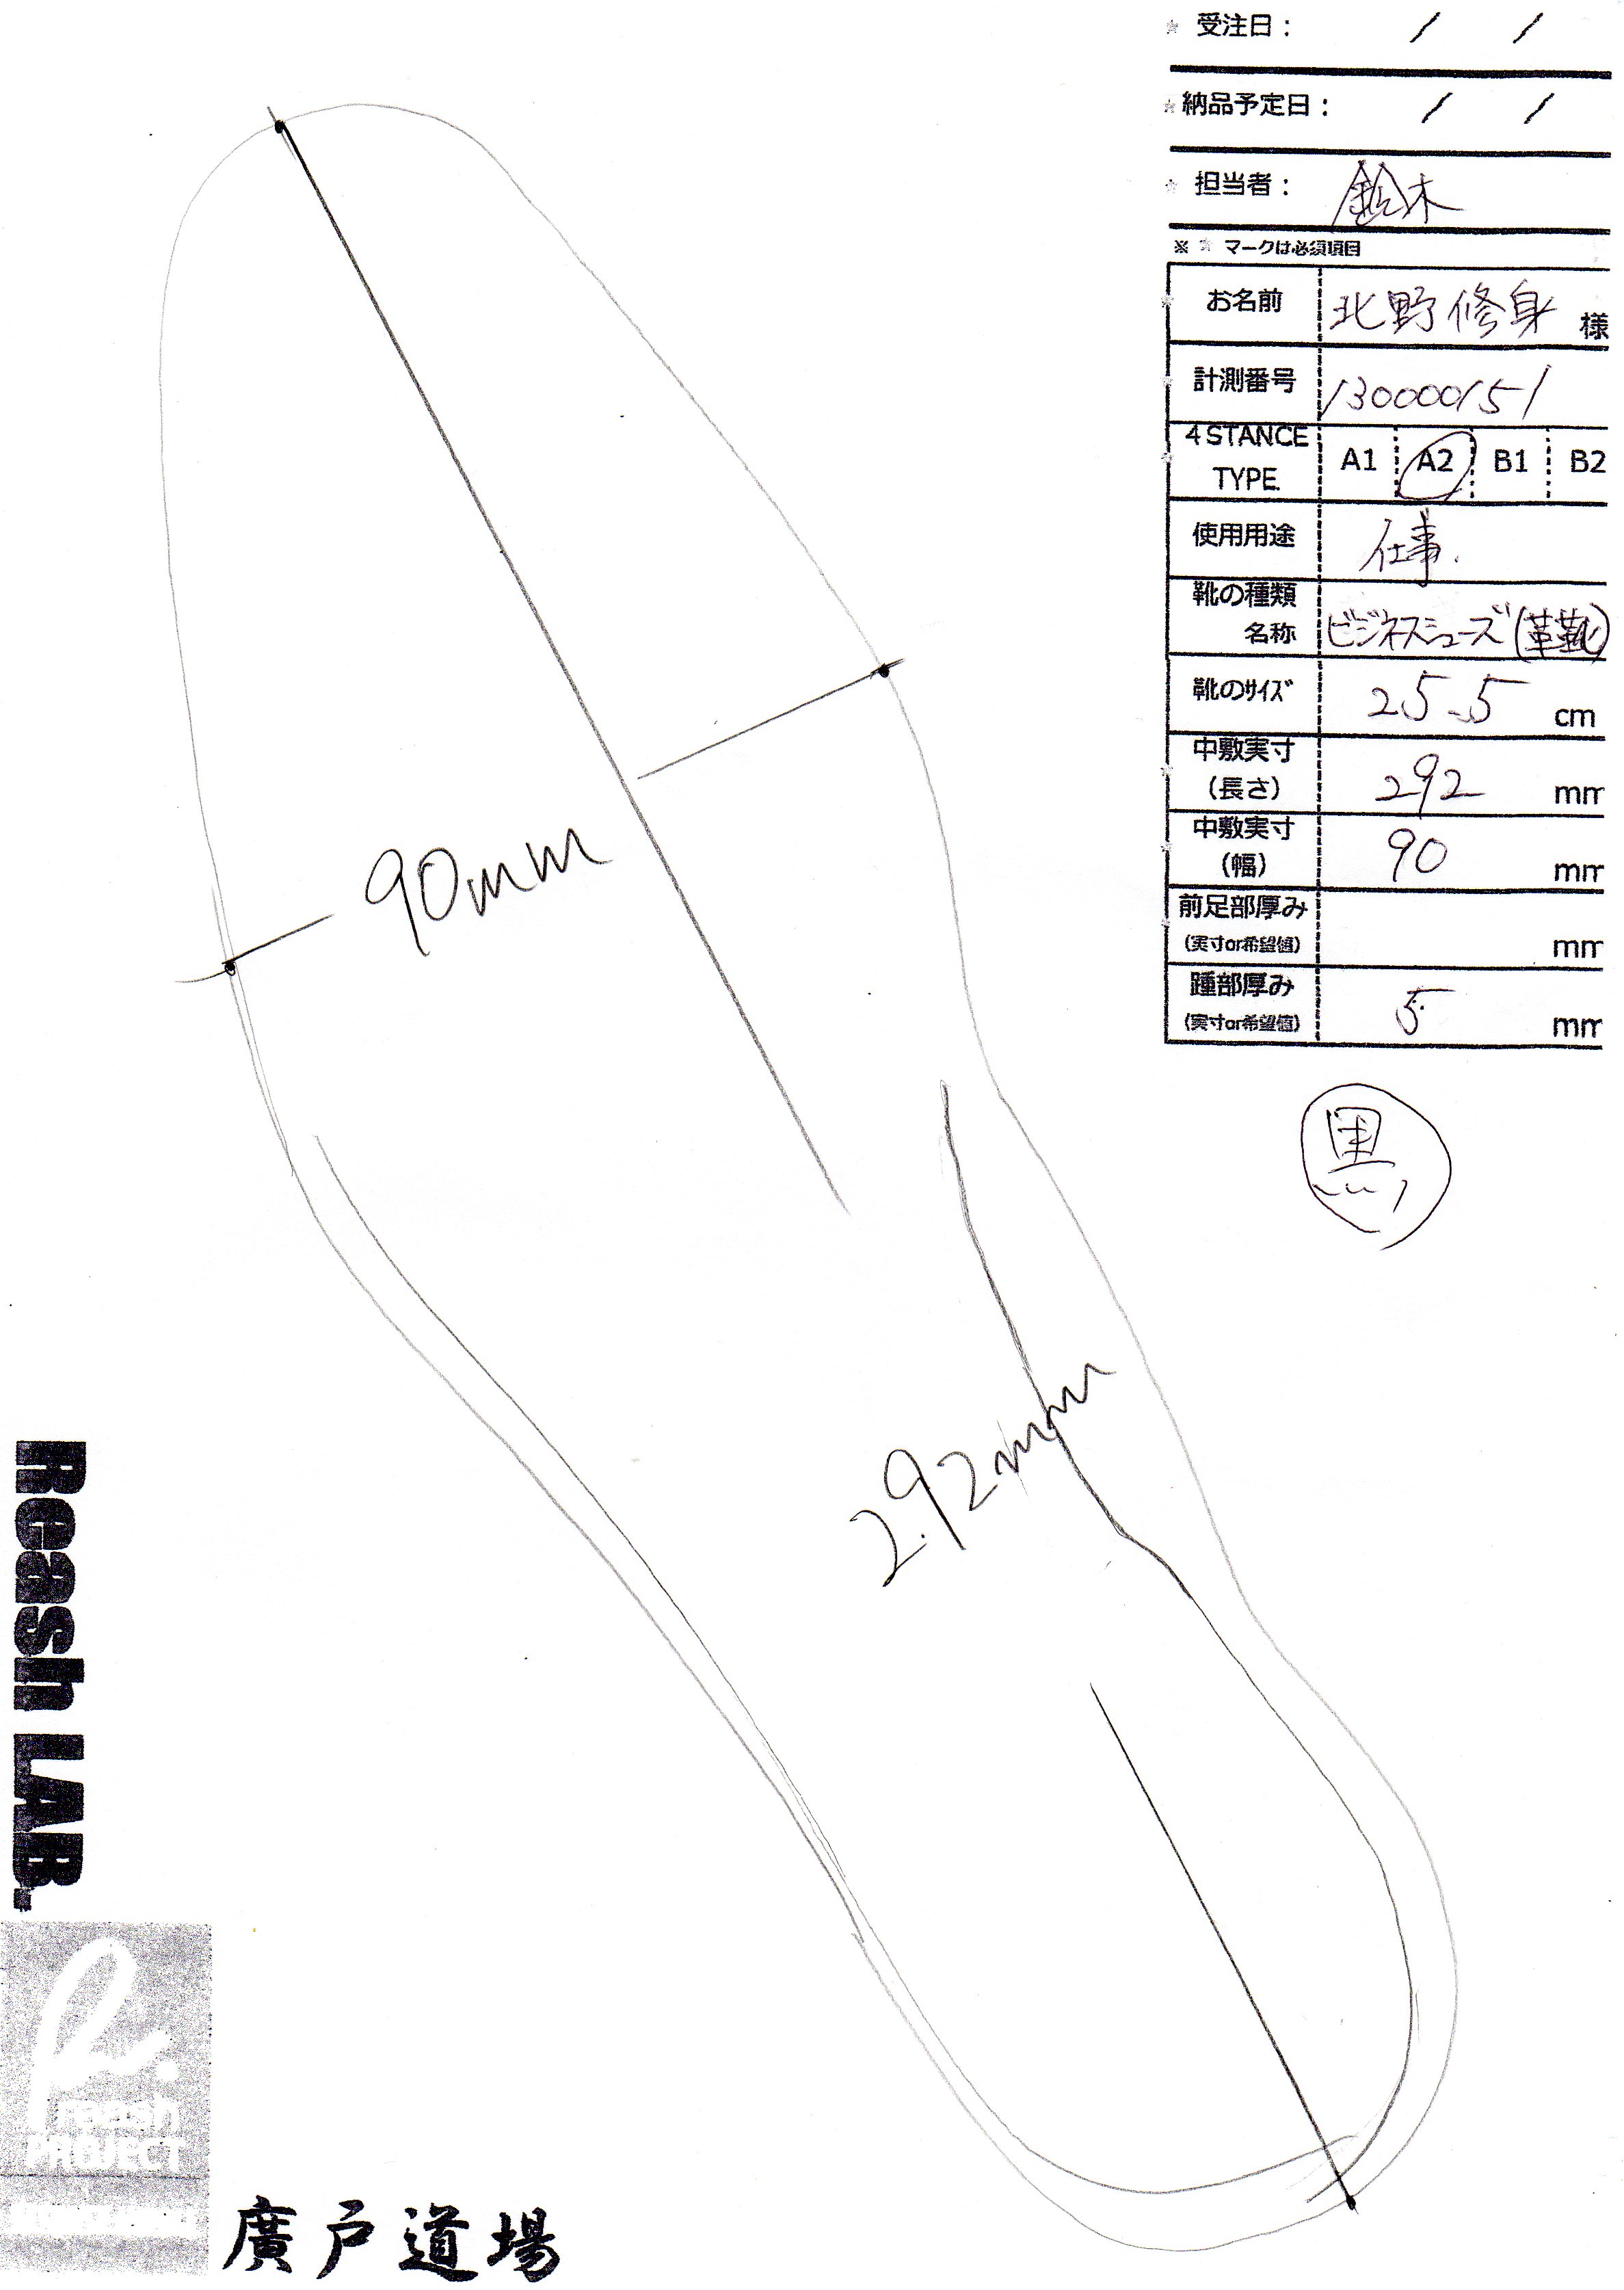 ☆ 受注日： / /
☆納品予定日： / /
☆ 担当者： 鈴木
※ ☆ マークは必須項目
お名前 北野修身 様
計測番号 130000151
4STANCE TYPE. A1 A2 B1 B2
使用用途 仕事.
靴の種類 名称 ビジネスシューズ(革靴)
靴のサイズ 25.5 cm
中敷実寸 (長さ) 292 mm
中敷実寸 (幅) 90 mm
前足部厚み (実寸or希望値) mm
踵部厚み (実寸or希望値) 5 mm
黒
90mm
292mm
Reash LAB.
reash
PROJECT
廣戸道場